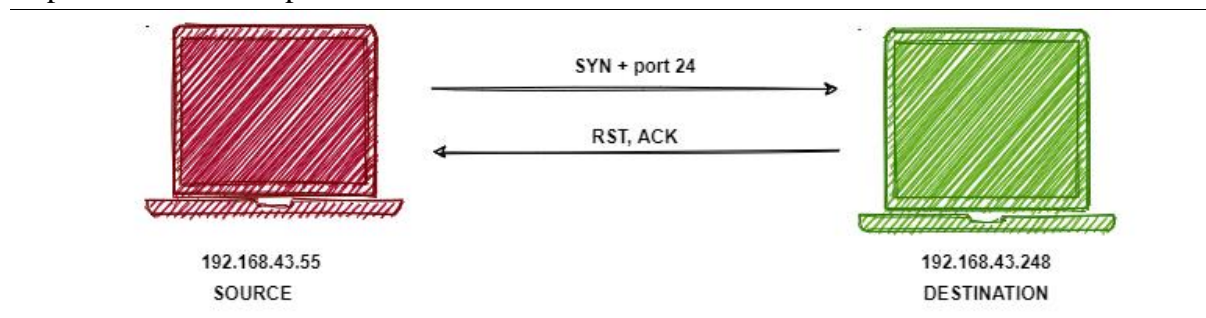 SYN + port 24
RST, ACK
192.168.43.55
SOURCE
192.168.43.248
DESTINATION